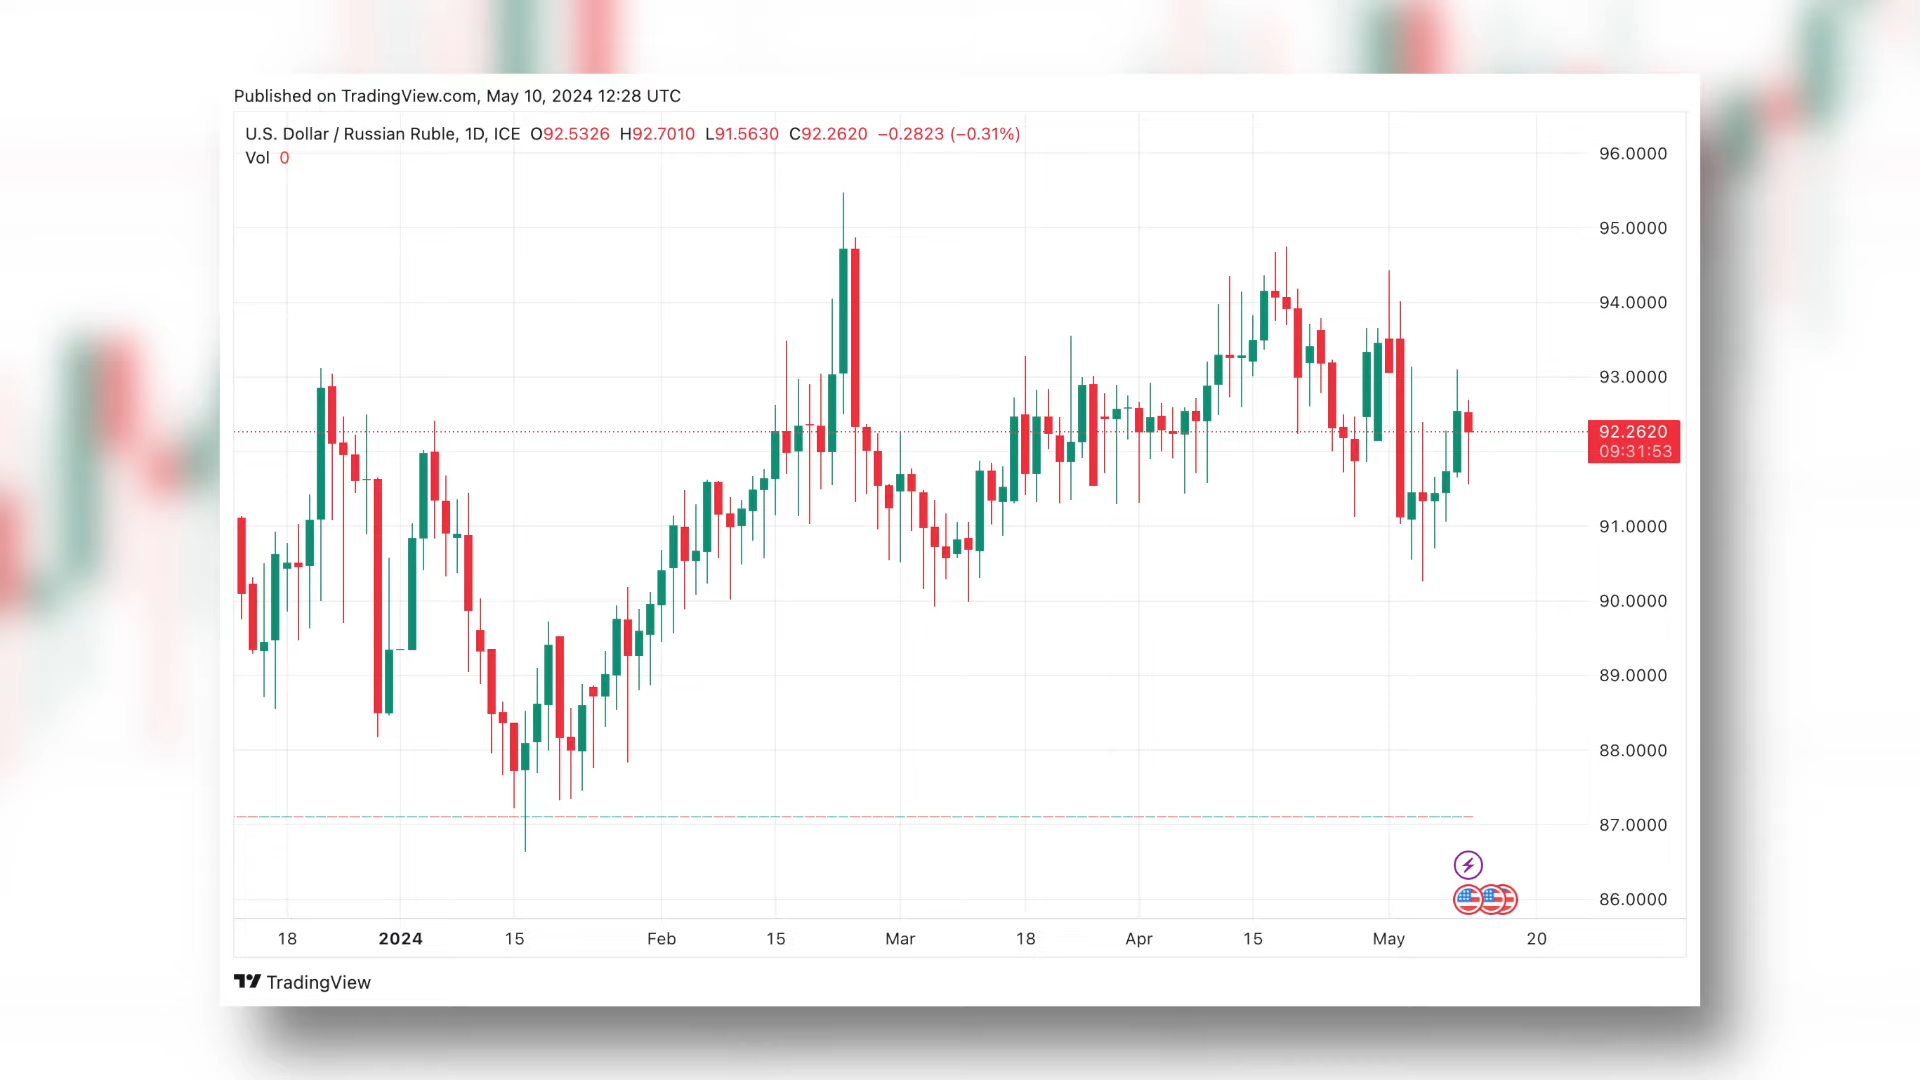 Published on TradingView.com, May 10, 2024 12:28 UTC
U.S. Dollar / Russian Ruble, 1D, ICE O92.5326 H92.7010 L91.5630 C92.2620 −0.2823 (−0.31%)
Vol 0
96.0000
95.0000
94.0000
93.0000
92.2620
09:31:53
91.0000
90.0000
89.0000
88.0000
87.0000
86.0000
18 2024 15 Feb 15 Mar 18 Apr 15 May 20
TradingView